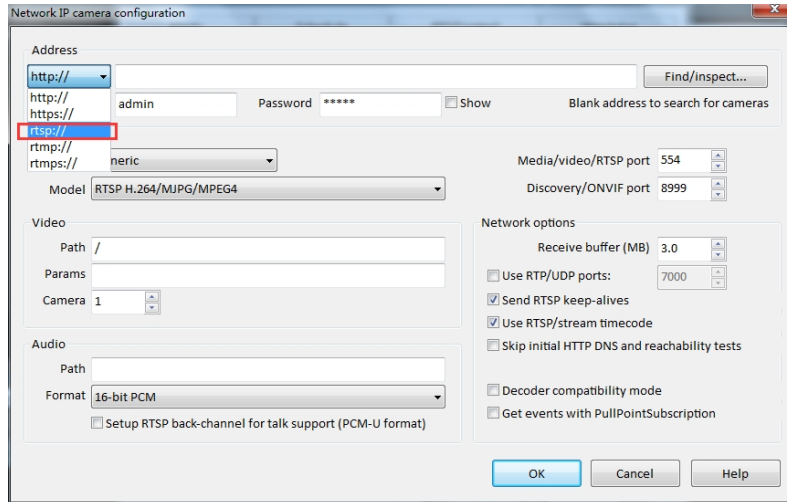 Network IP camera configuration
Address
http://
Find/inspect...
http://
https://
rtsp://
rtmp://
rtmps://
admin
Password *****
Show
Blank address to search for cameras
neric
Media/video/RTSP port 554
Model RTSP H.264/MJPG/MPEG4
Discovery/ONVIF port 8999
Video
Path /
Params
Camera 1
Network options
Receive buffer (MB) 3.0
Use RTP/UDP ports: 7000
Send RTSP keep-alives
Use RTSP/stream timecode
Skip initial HTTP DNS and reachability tests
Decoder compatibility mode
Get events with PullPointSubscription
Audio
Path
Format 16-bit PCM
Setup RTSP back-channel for talk support (PCM-U format)
OK
Cancel
Help